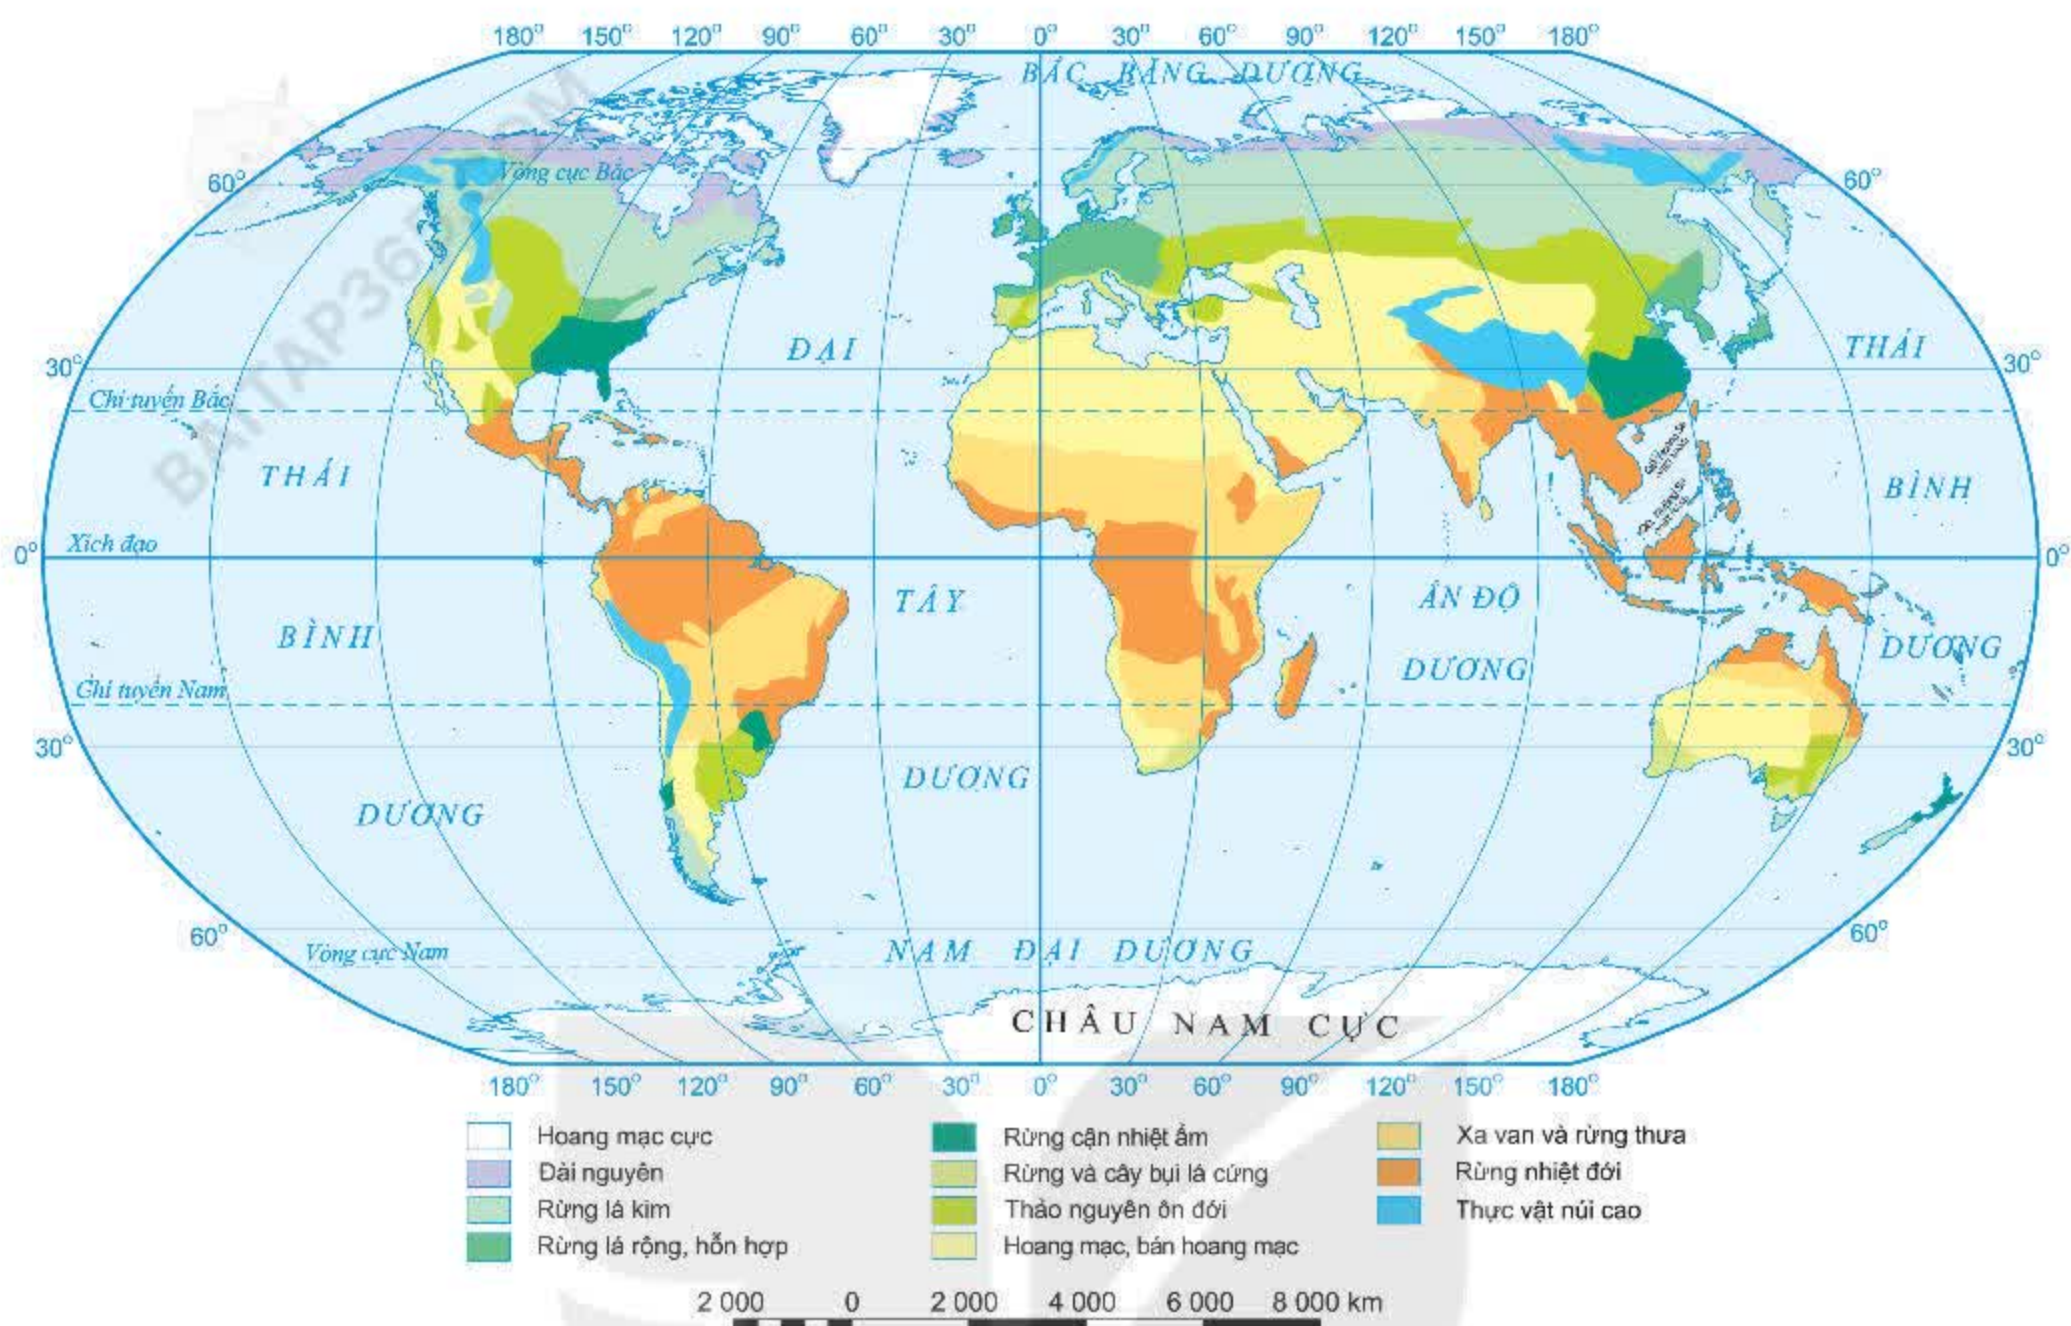 180° 150° 120° 90° 60° 30° 0° 30° 60° 90° 120° 150° 180°
BẮC BĂNG DƯƠNG
Vòng cực Bắc
60° 60°
BAITAP365.COM
ĐẠI
THÁI
30° 30°
Chí tuyến Bắc
THÁI
BÌNH
Xích đạo
0° 0°
TÂY
ẤN ĐỘ
BÌNH
DƯƠNG
DƯƠNG
Chí tuyến Nam
30° 30°
DƯƠNG
DƯƠNG
60° 60°
Vòng cực Nam
NAM ĐẠI DƯƠNG
CHÂU NAM CỰC
180° 150° 120° 90° 60° 30° 0° 30° 60° 90° 120° 150° 180°
Hoang mạc cực
Đài nguyên
Rừng lá kim
Rừng lá rộng, hỗn hợp
Rừng cận nhiệt ẩm
Rừng và cây bụi lá cứng
Thảo nguyên ôn đới
Hoang mạc, bán hoang mạc
Xa van và rừng thưa
Rừng nhiệt đới
Thực vật núi cao
2 000 0 2 000 4 000 6 000 8 000 km